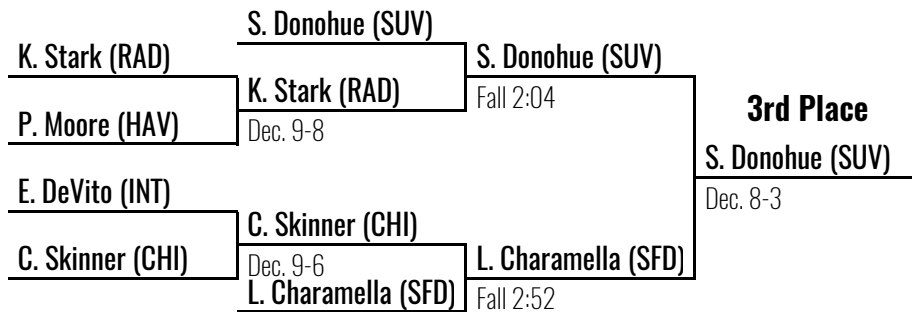 S. Donohue (SUV)
K. Stark (RAD)
S. Donohue (SUV)
K. Stark (RAD)
Fall 2:04
3rd Place
P. Moore (HAV)
Dec. 9-8
S. Donohue (SUV)
E. DeVito (INT)
Dec. 8-3
C. Skinner (CHI)
C. Skinner (CHI)
L. Charamella (SFD)
Dec. 9-6
L. Charamella (SFD)
Fall 2:52